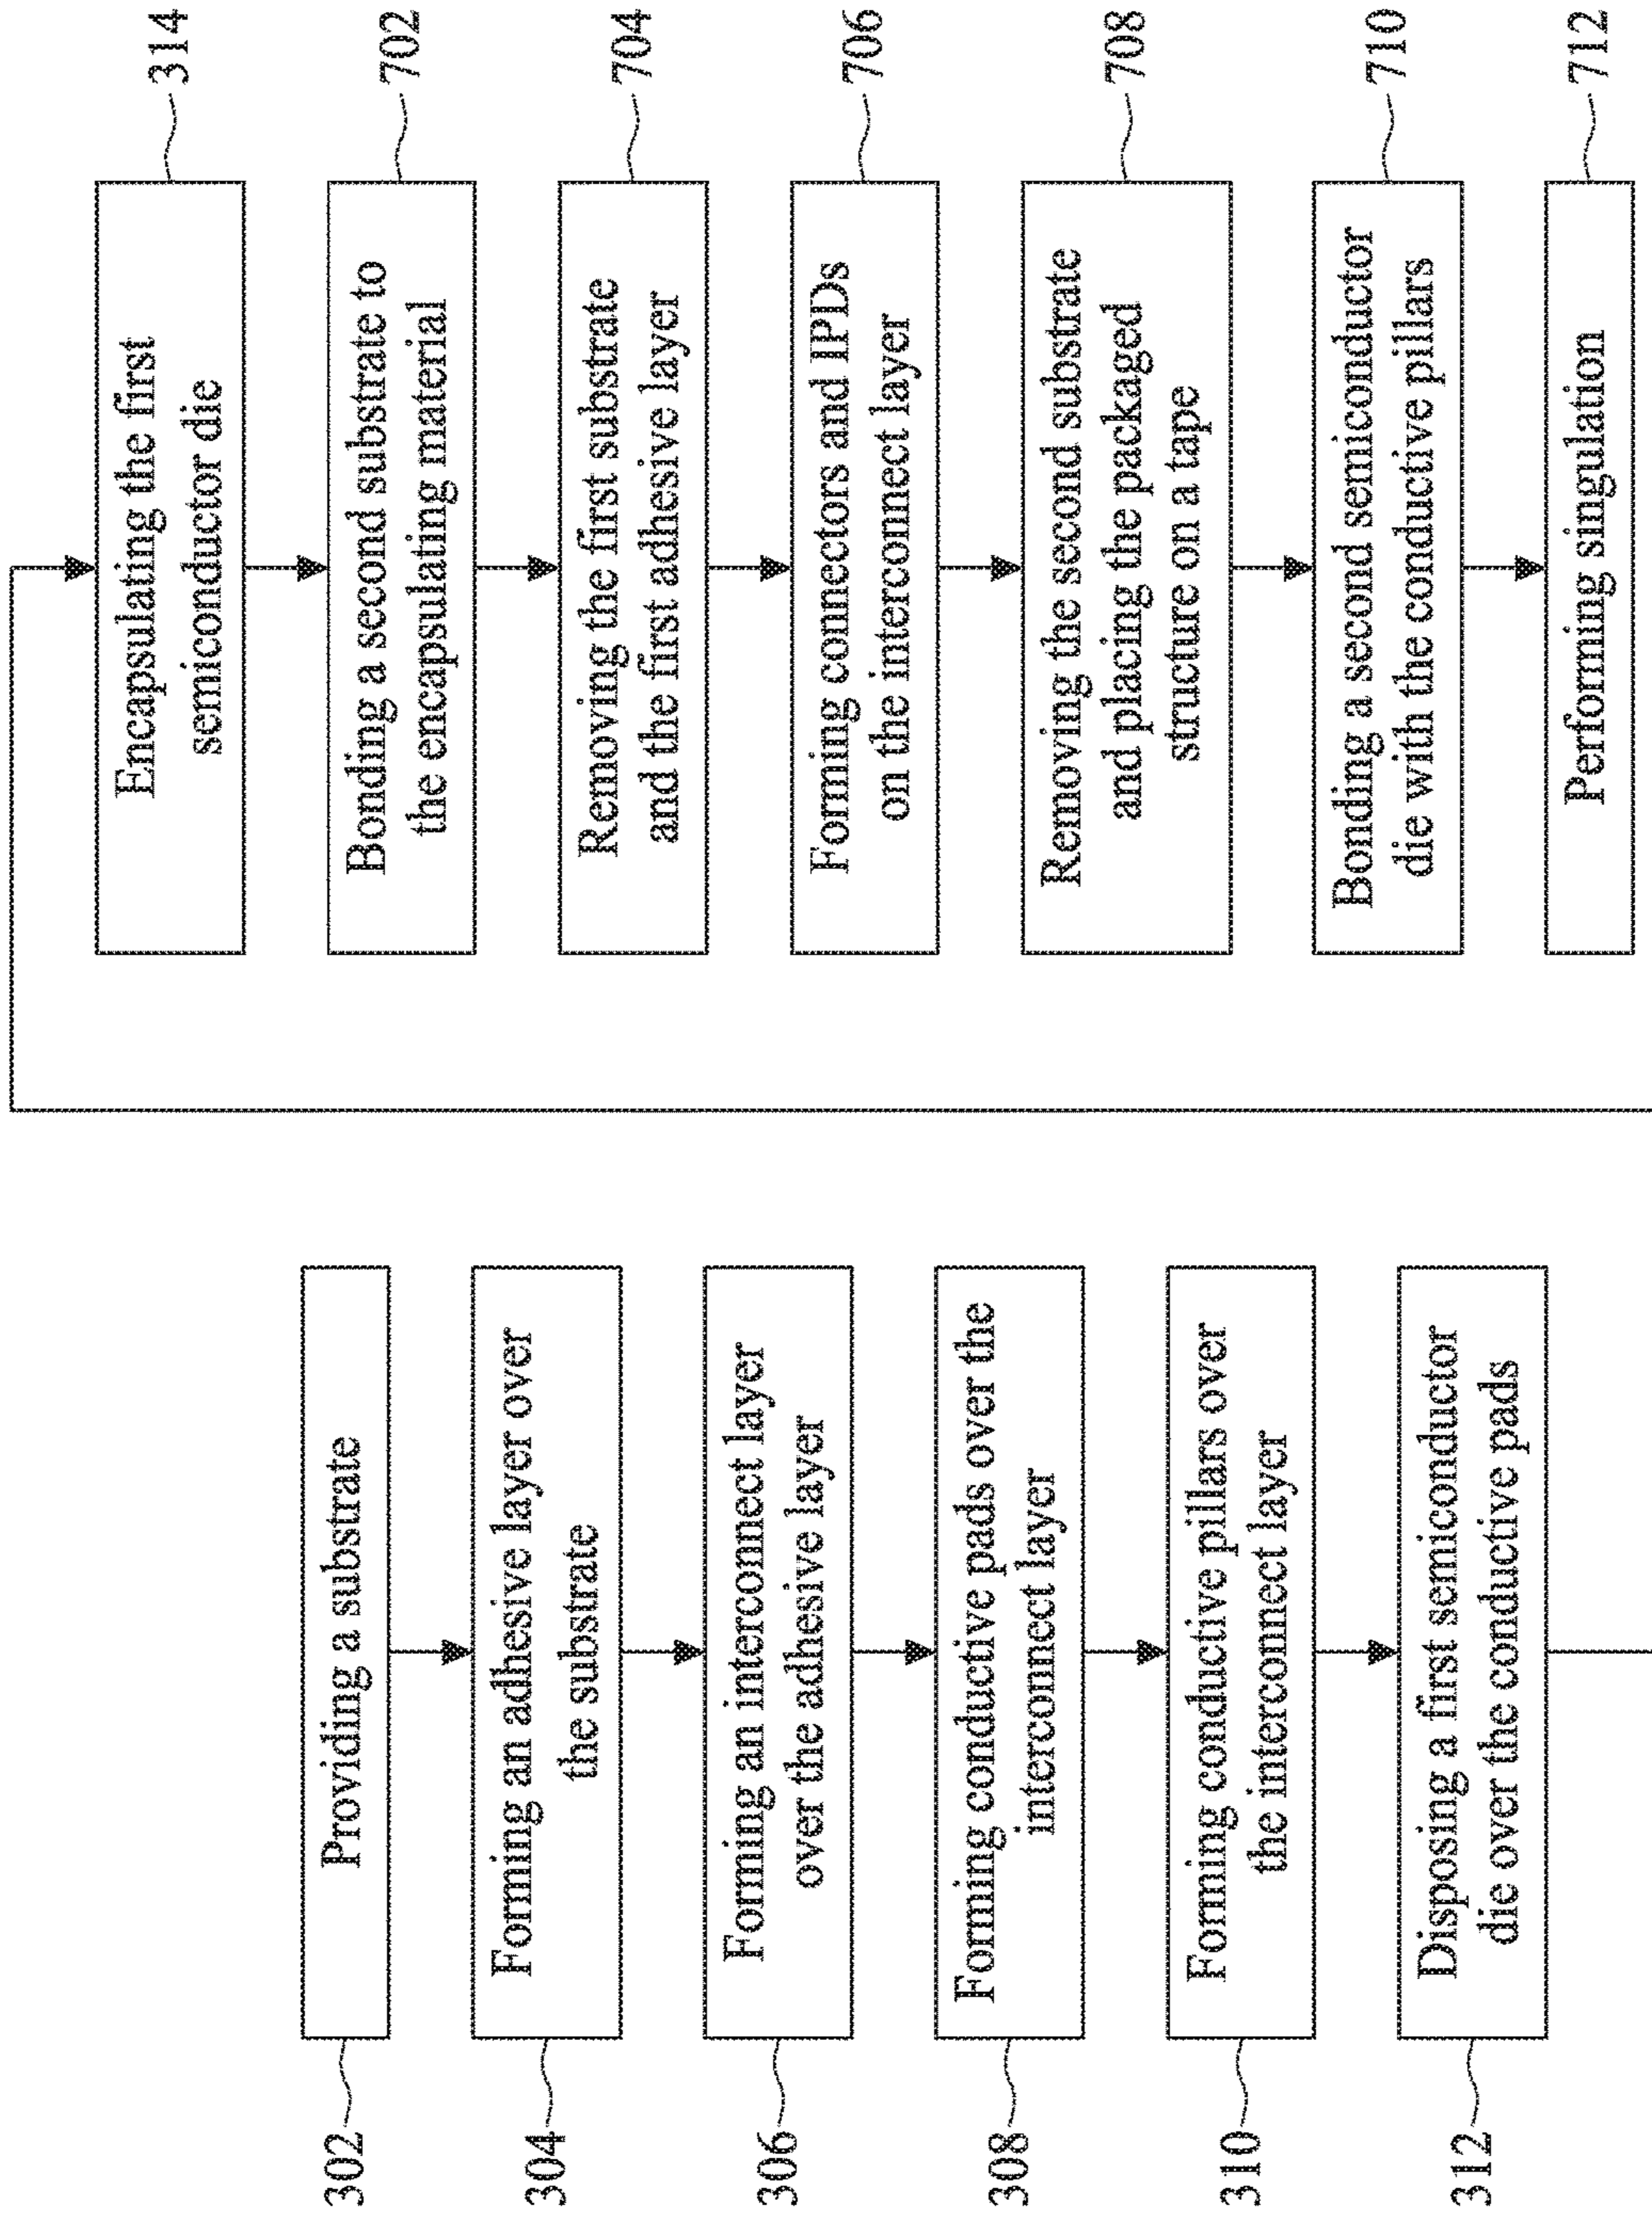 302
Providing a substrate
304
Forming an adhesive layer over
the substrate
306
Forming an interconnect layer
over the adhesive layer
308
Forming conductive pads over the
interconnect layer
310
Forming conductive pillars over
the interconnect layer
312
Disposing a first semiconductor
die over the conductive pads
Encapsulating the first
semiconductor die
314
Bonding a second substrate to
the encapsulating material
702
Removing the first substrate
and the first adhesive layer
704
Forming connectors and IPDs
on the interconnect layer
706
Removing the second substrate
and placing the packaged
structure on a tape
708
Bonding a second semiconductor
die with the conductive pillars
710
Performing singulation
712